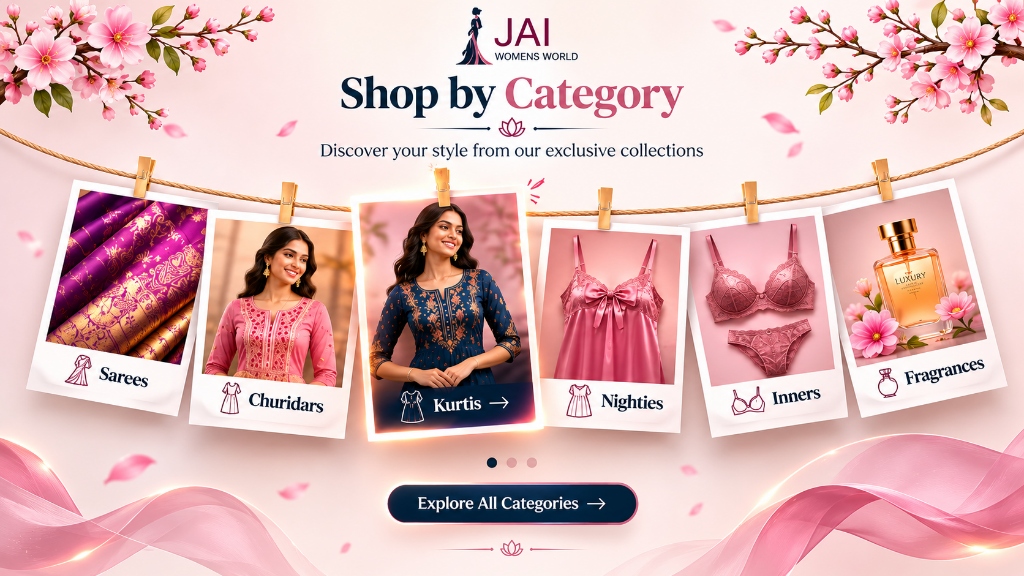 JAI
WOMENS WORLD
Shop by Category
Discover your style from our exclusive collections
Sarees
Churidars
Kurtis →
Nighties
Inners
LUXURY
Fragrances
Explore All Categories →